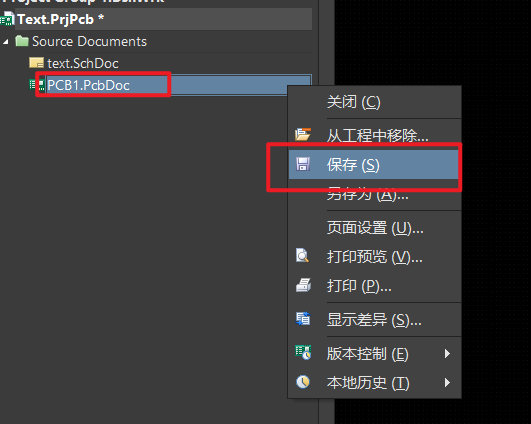 Text.PrjPcb *
Source Documents
text.SchDoc
PCB1.PcbDoc
关闭 (C)
从工程中移除...
保存 (S)
另存为 (A)...
页面设置 (U)...
打印预览 (V)...
打印 (P)...
显示差异 (S)...
版本控制 (E)
本地历史 (T)